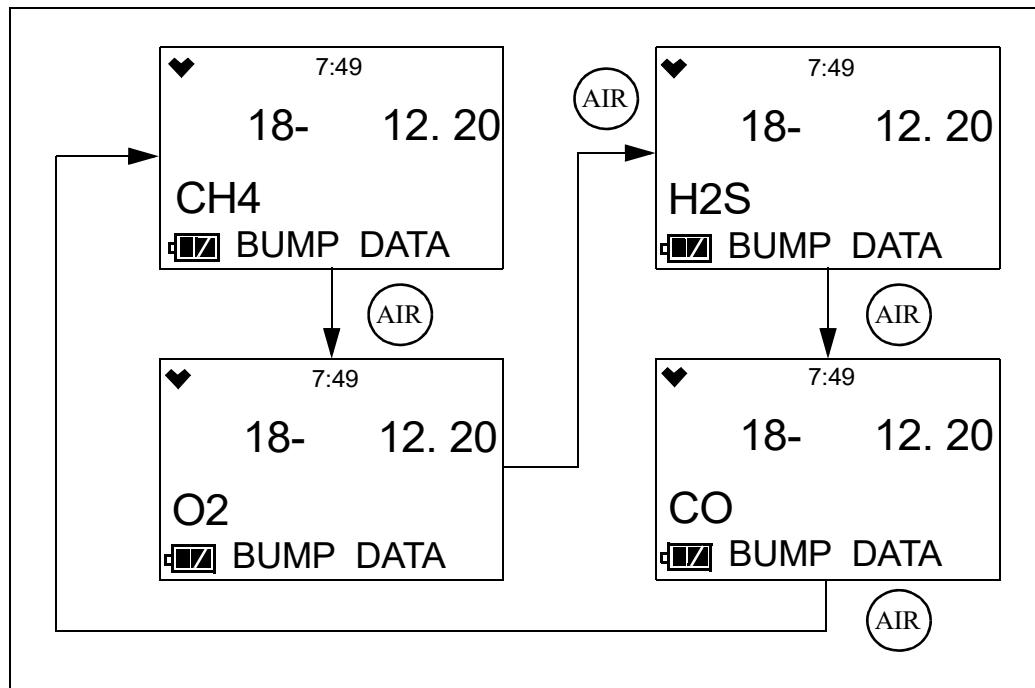 7:49
18- 12. 20
CH4
BUMP DATA
AIR
7:49
18- 12. 20
O2
BUMP DATA
AIR
7:49
18- 12. 20
H2S
BUMP DATA
AIR
7:49
18- 12. 20
CO
BUMP DATA
AIR